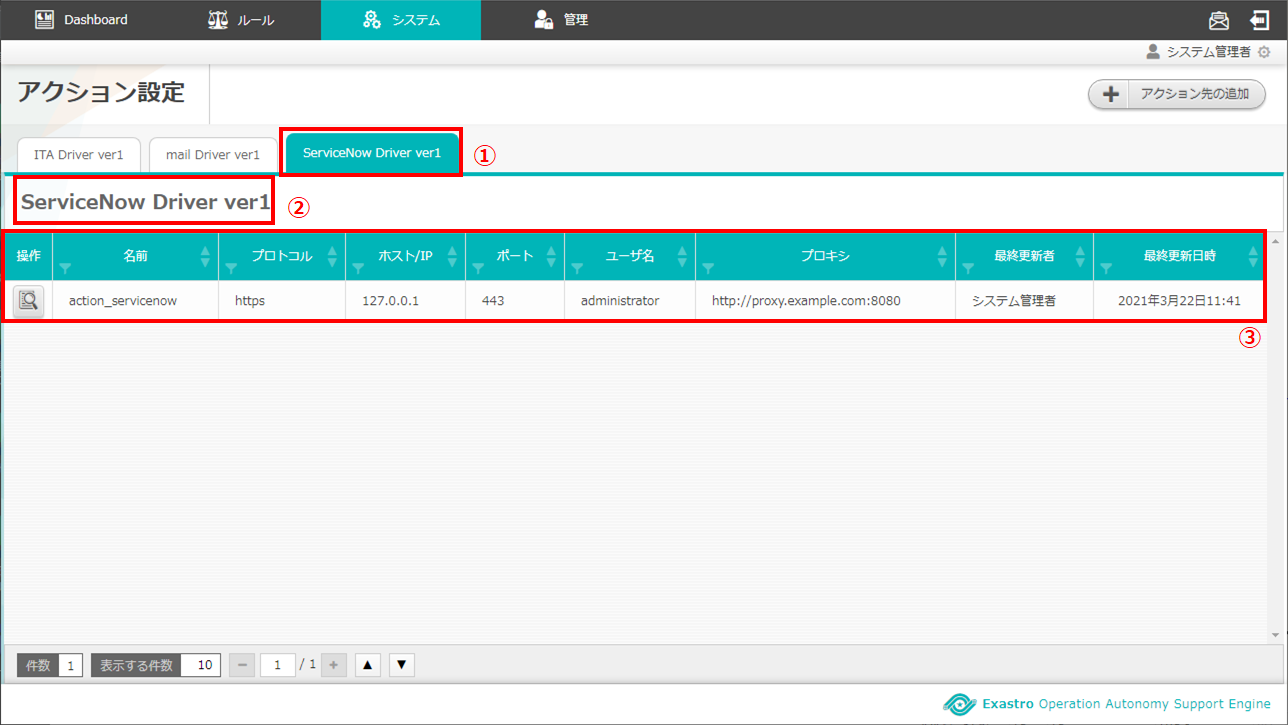 Dashboard ルール システム 管理
システム管理者
アクション設定
アクション先の追加
ITA Driver ver1 mail Driver ver1 ServiceNow Driver ver1 ①
ServiceNow Driver ver1 ②
操作 名前 プロトコル ホスト/IP ポート ユーザ名 プロキシ 最終更新者 最終更新日時
action_servicenow https 127.0.0.1 443 administrator http://proxy.example.com:8080 システム管理者 2021年3月22日11:41
③
件数 1 表示する件数 10 − 1 / 1 + ▲ ▼
Exastro Operation Autonomy Support Engine